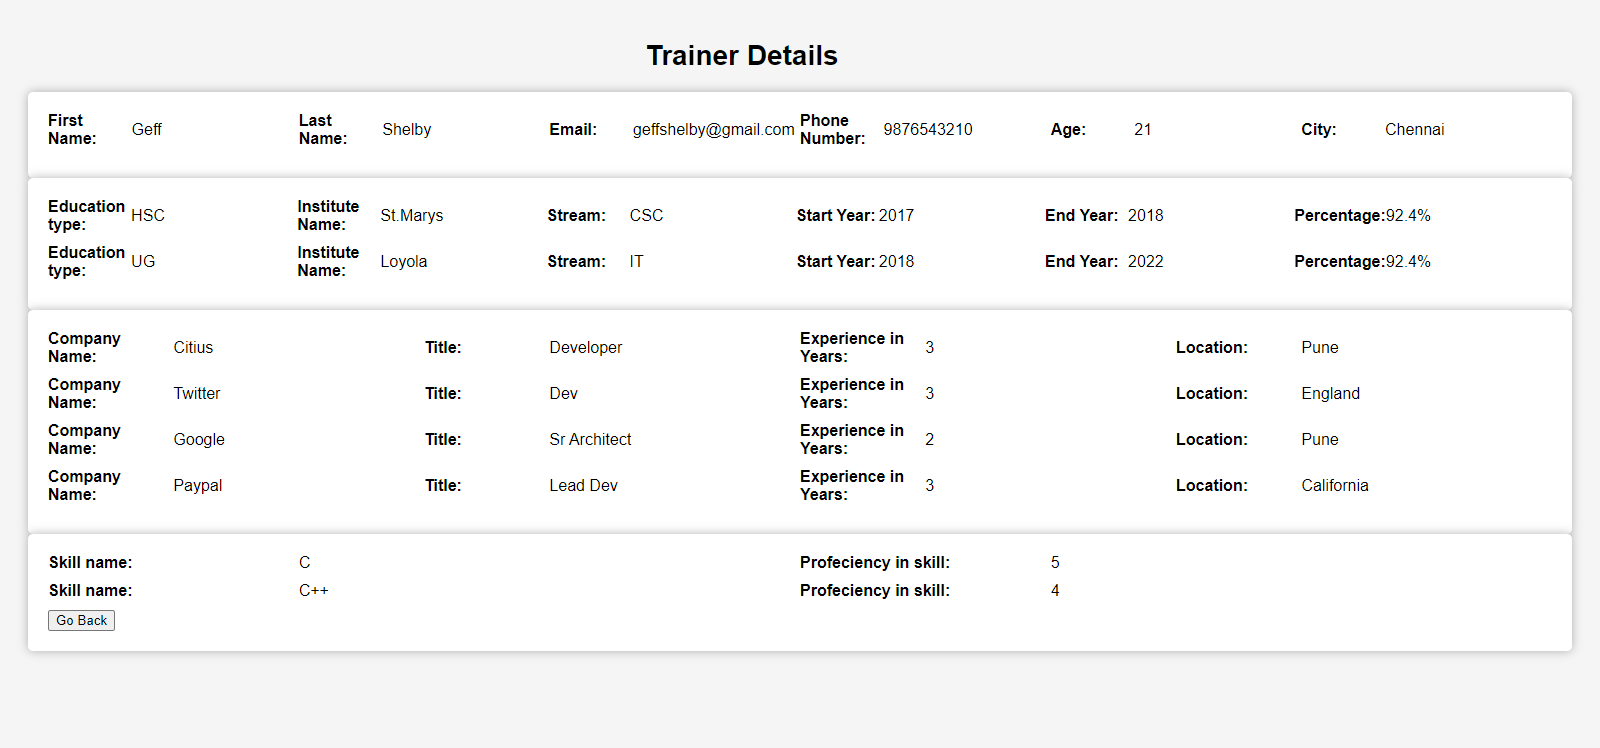 Trainer Details
First Name: Geff Last Name: Shelby Email: geffshelby@gmail.com Phone Number: 9876543210 Age: 21 City: Chennai
Education type: HSC Institute Name: St.Marys Stream: CSC Start Year: 2017 End Year: 2018 Percentage: 92.4%
Education type: UG Institute Name: Loyola Stream: IT Start Year: 2018 End Year: 2022 Percentage: 92.4%
Company Name: Citius Title: Developer Experience in Years: 3 Location: Pune
Company Name: Twitter Title: Dev Experience in Years: 3 Location: England
Company Name: Google Title: Sr Architect Experience in Years: 2 Location: Pune
Company Name: Paypal Title: Lead Dev Experience in Years: 3 Location: California
Skill name: C Profeciency in skill: 5
Skill name: C++ Profeciency in skill: 4
Go Back